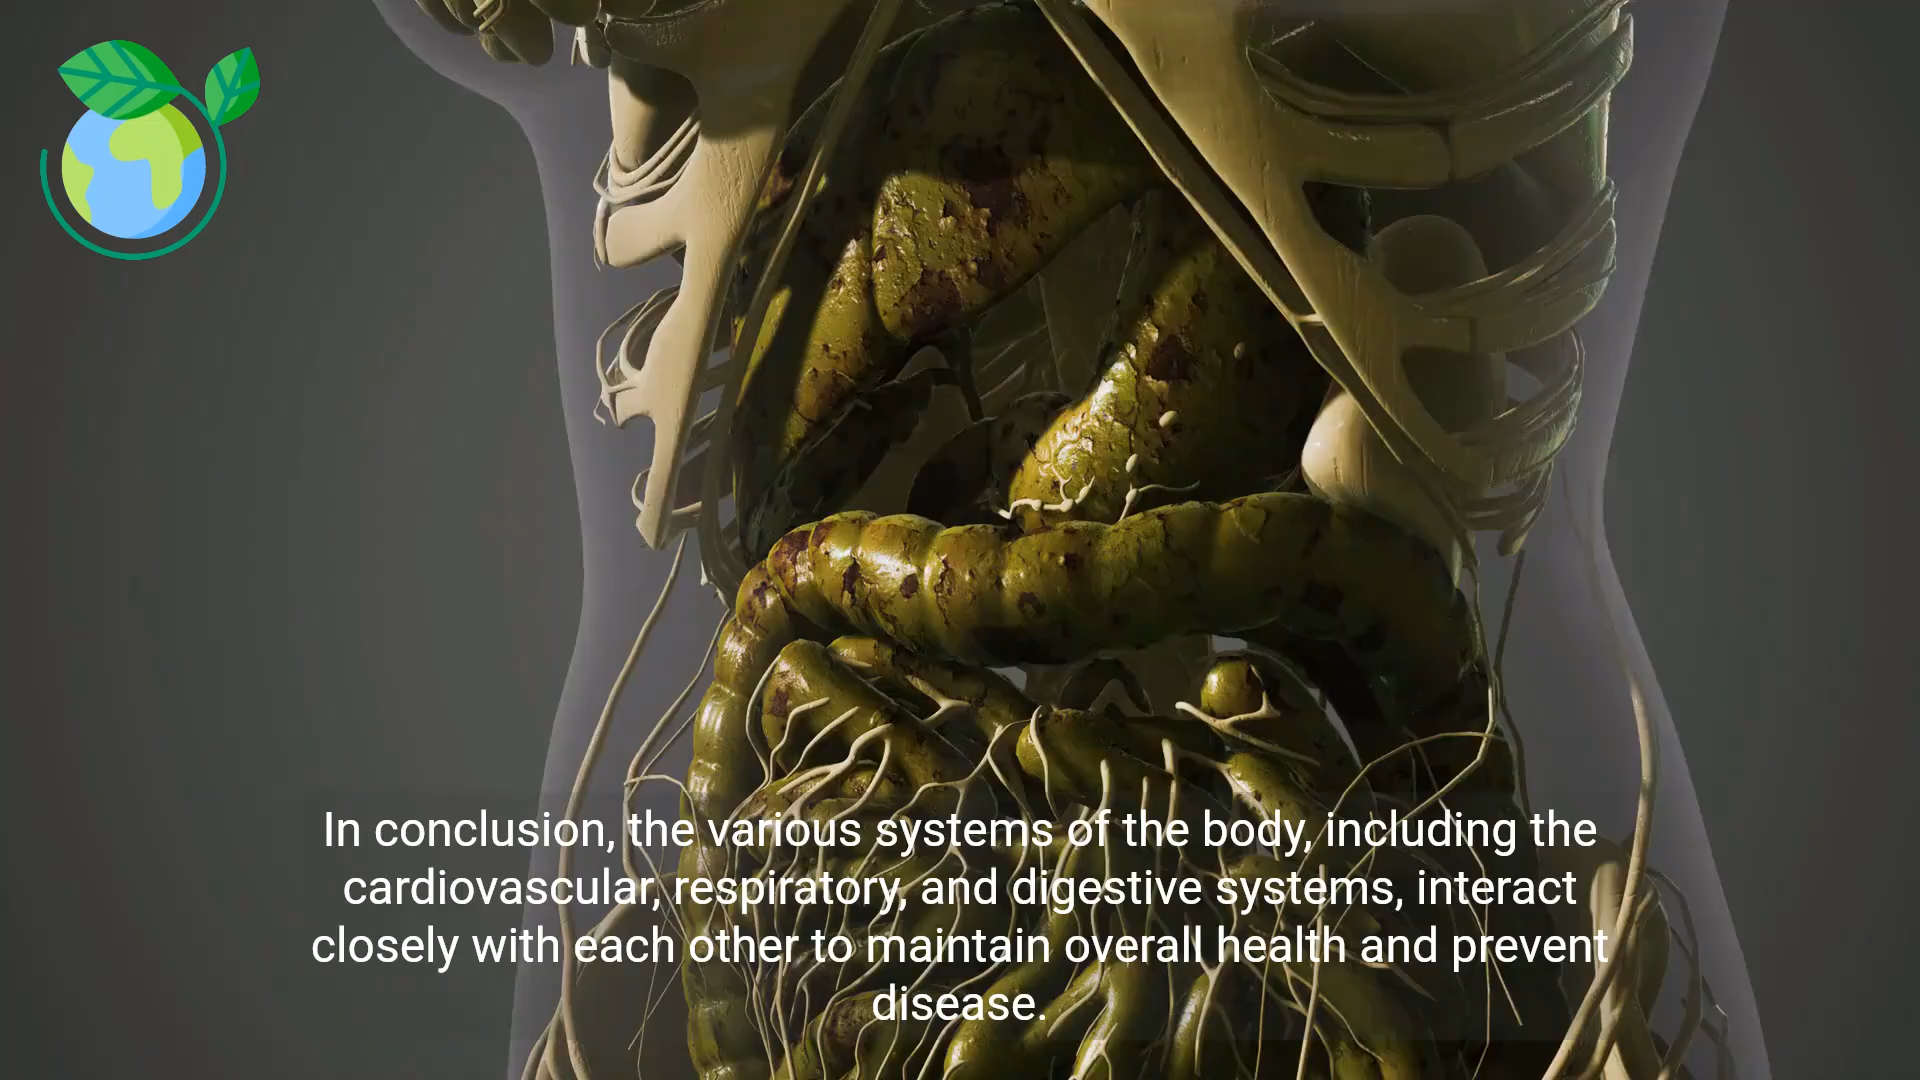 In conclusion, the various systems of the body, including the
cardiovascular, respiratory, and digestive systems, interact
closely with each other to maintain overall health and prevent
disease.